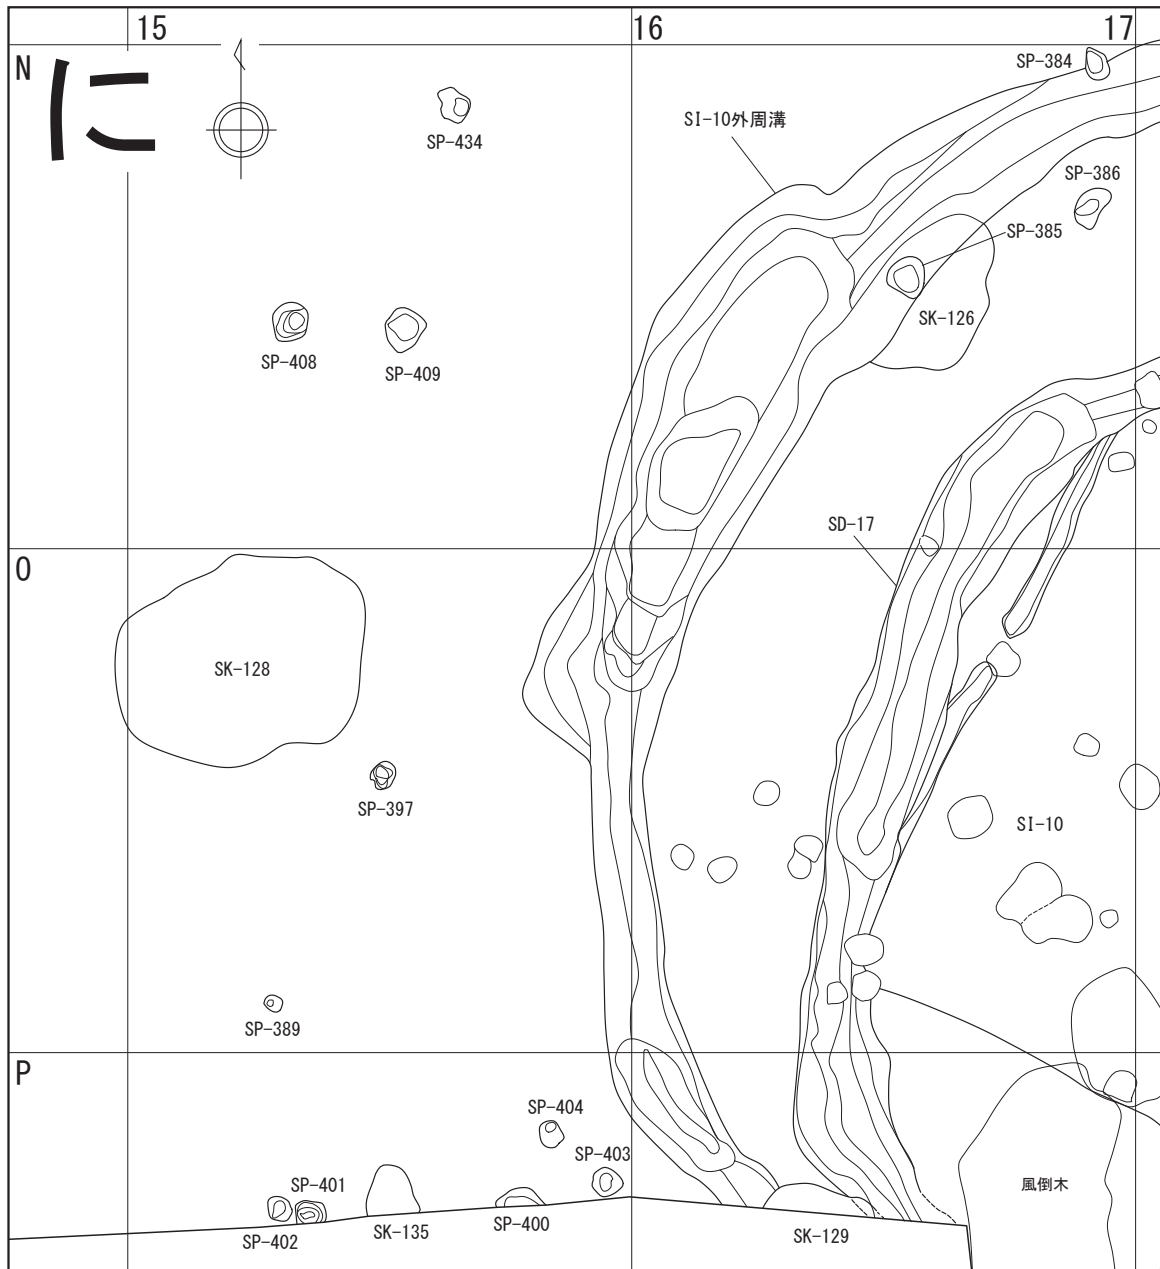 15
16
17
N
に
SP-384
SP-434
SI-10外周溝
SP-386
SP-385
SK-126
SP-408
SP-409
SD-17
O
SK-128
SP-397
SI-10
SP-389
P
SP-404
SP-403
SP-401
風倒木
SK-135
SP-400
SK-129
SP-402